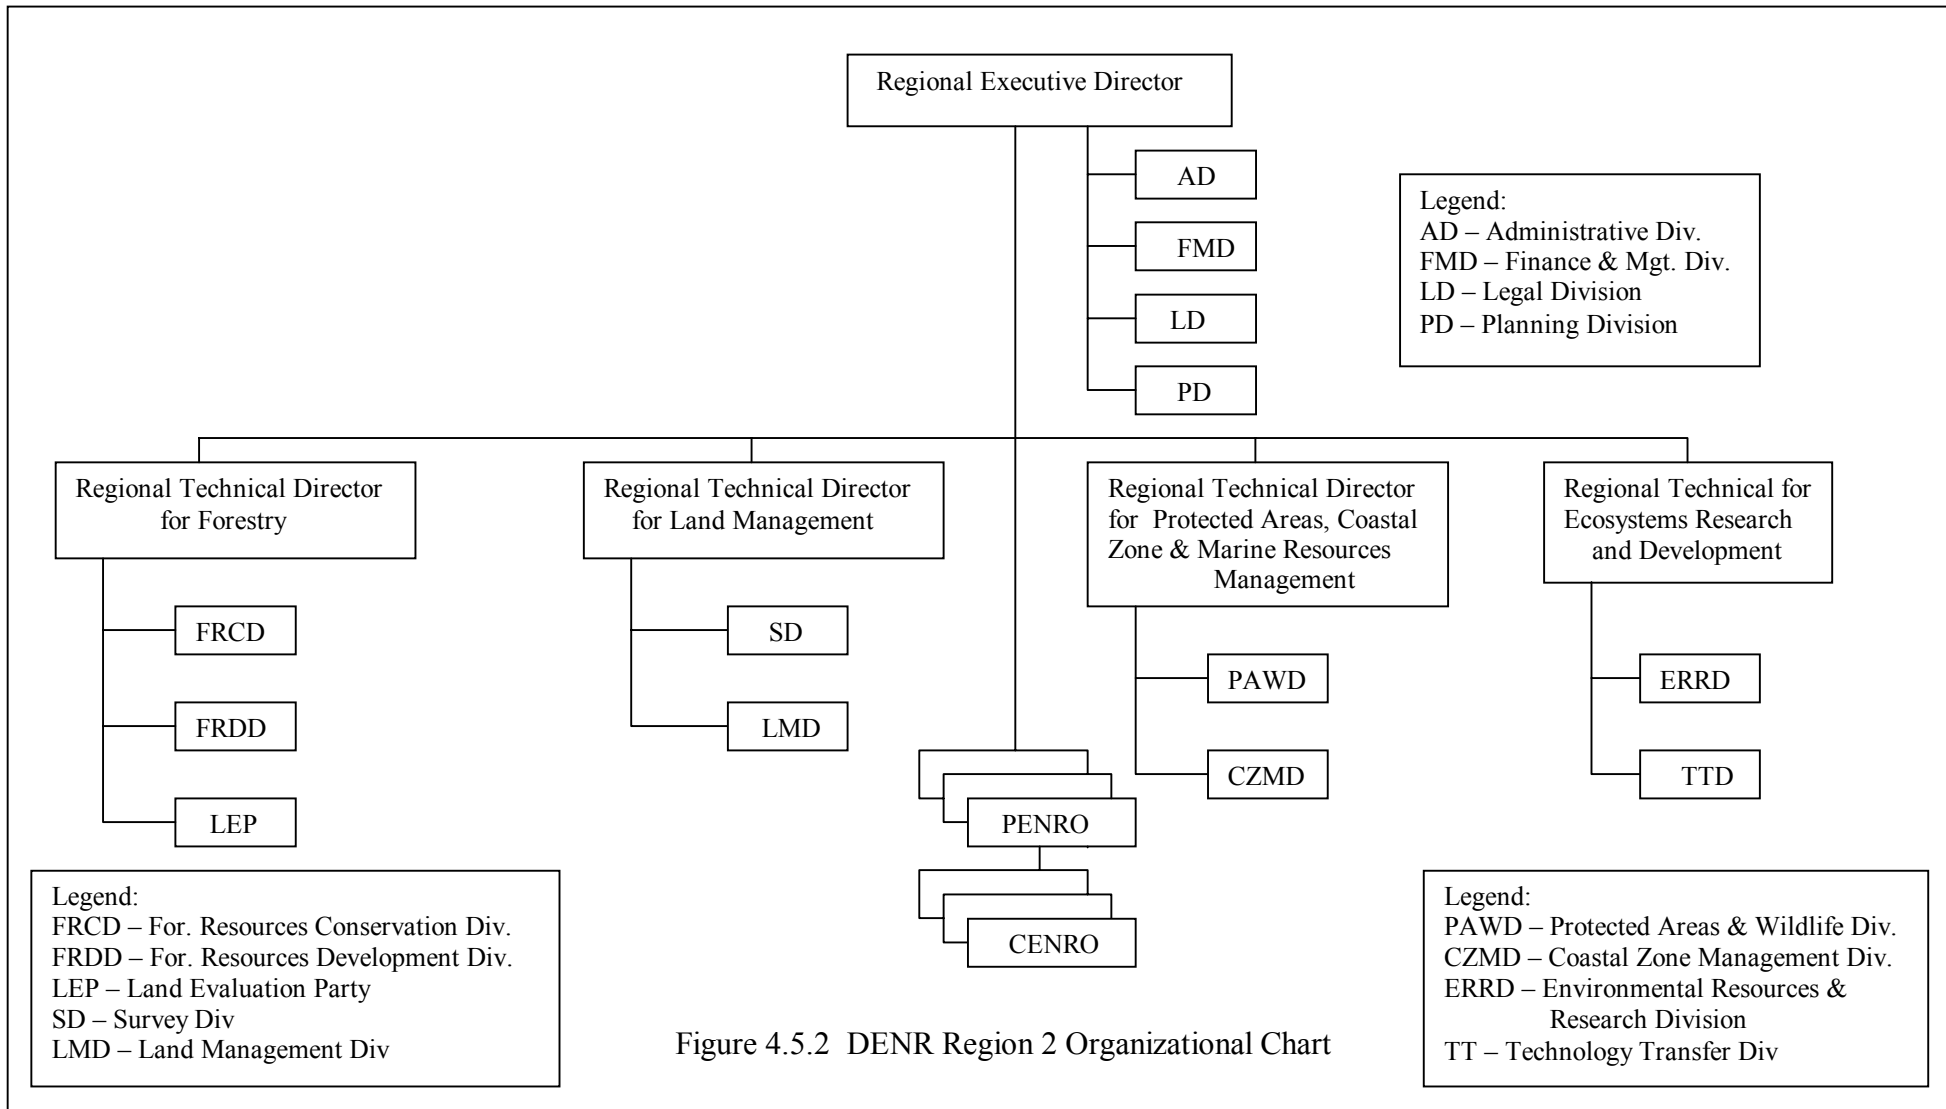 Regional Executive Director
AD
FMD
LD
PD
Legend:
AD – Administrative Div.
FMD – Finance & Mgt. Div.
LD – Legal Division
PD – Planning Division
Regional Technical Director
for Forestry
FRCD
FRDD
LEP
Regional Technical Director
for Land Management
SD
LMD
Regional Technical Director
for Protected Areas, Coastal
Zone & Marine Resources
Management
PAWD
CZMD
Regional Technical for
Ecosystems Research
and Development
ERRD
TTD
PENRO
CENRO
Legend:
FRCD – For. Resources Conservation Div.
FRDD – For. Resources Development Div.
LEP – Land Evaluation Party
SD – Survey Div
LMD – Land Management Div
Legend:
PAWD – Protected Areas & Wildlife Div.
CZMD – Coastal Zone Management Div.
ERRD – Environmental Resources &
Research Division
TT – Technology Transfer Div
Figure 4.5.2 DENR Region 2 Organizational Chart